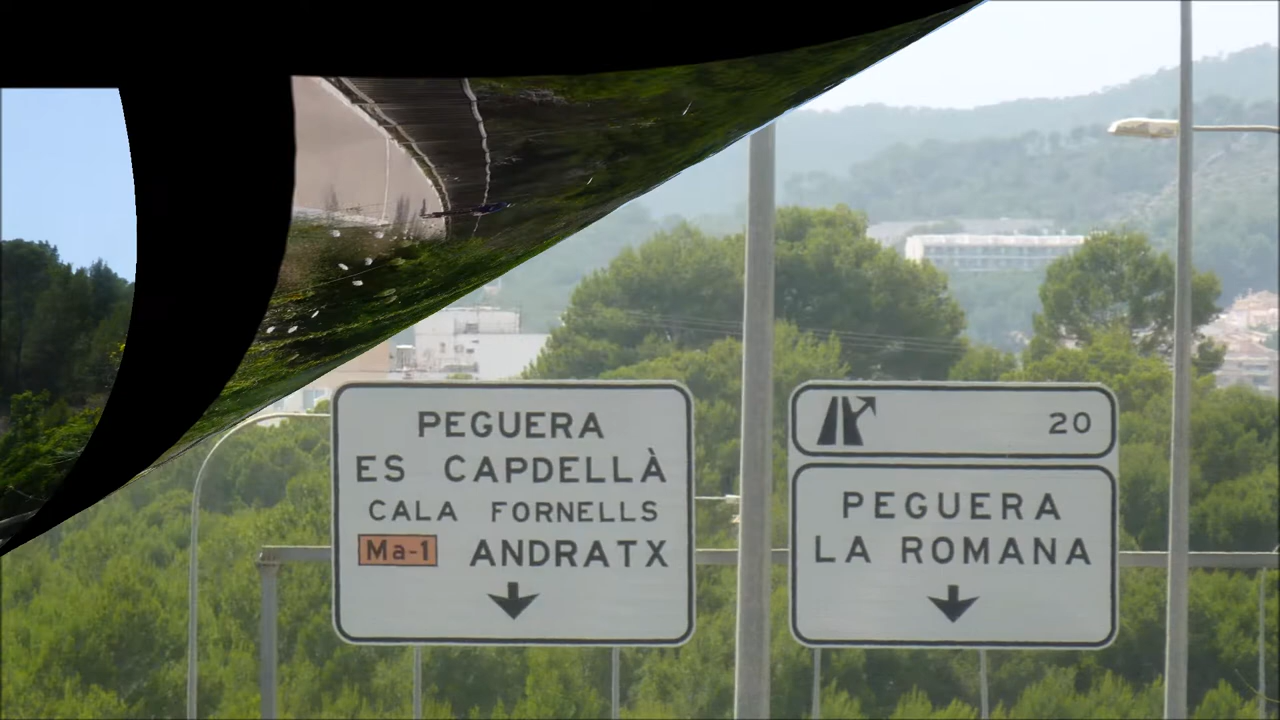 PEGUERA
ES CAPDELLÀ
CALA FORNELLS
Ma-1 ANDRATX
20
PEGUERA
LA ROMANA